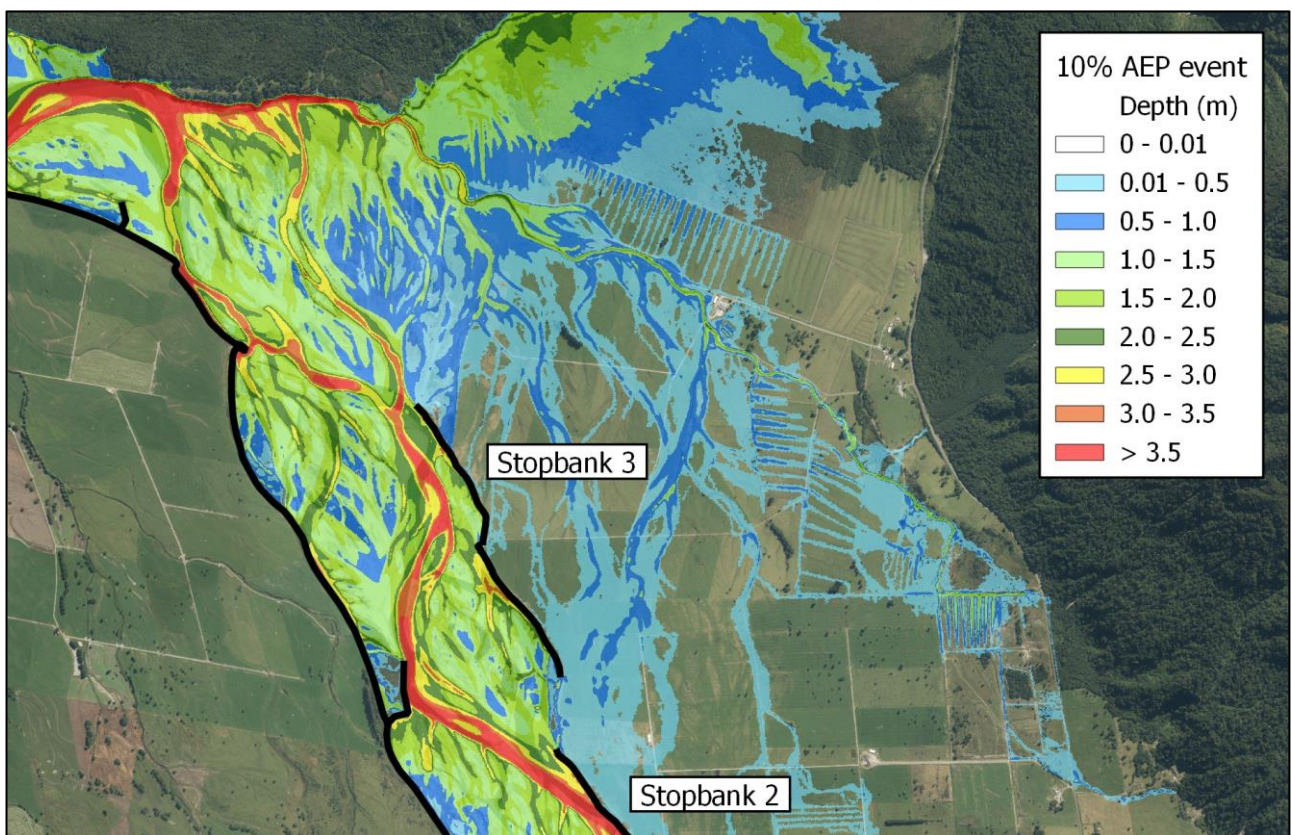 10% AEP event
Depth (m)
0 - 0.01
0.01 - 0.5
0.5 - 1.0
1.0 - 1.5
1.5 - 2.0
2.0 - 2.5
2.5 - 3.0
3.0 - 3.5
> 3.5
Stopbank 3
Stopbank 2